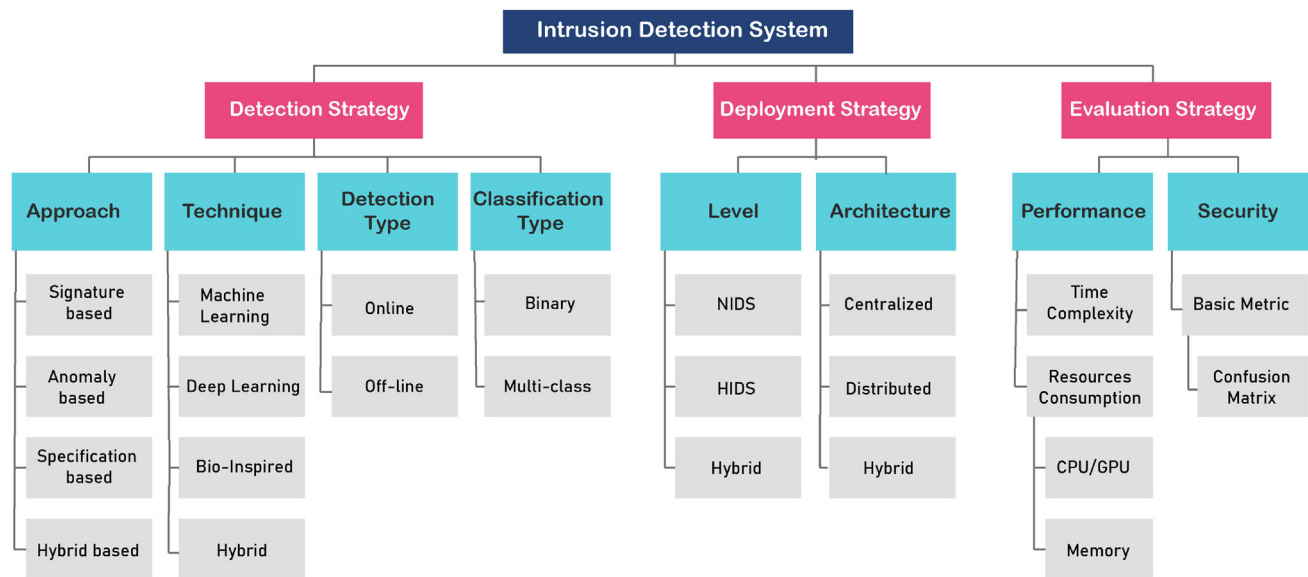 Intrusion Detection System
Detection Strategy
Deployment Strategy
Evaluation Strategy
Approach
Technique
Detection
Type
Classification
Type
Level
Architecture
Performance
Security
Signature
based
Anomaly
based
Specification
based
Hybrid based
Machine
Learning
Deep Learning
Bio-Inspired
Hybrid
Online
Off-line
Binary
Multi-class
NIDS
HIDS
Hybrid
Centralized
Distributed
Hybrid
Time
Complexity
Resources
Consumption
CPU/GPU
Memory
Basic Metric
Confusion
Matrix